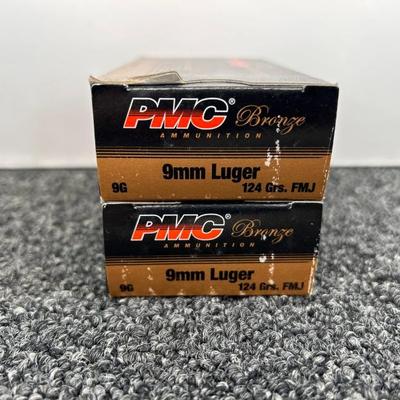 PMC® Bronze
AMMUNITION
9mm Luger
9G 124 Grs. FMJ
PMC® Bronze
AMMUNITION
9mm Luger
9G 124 Grs. FMJ